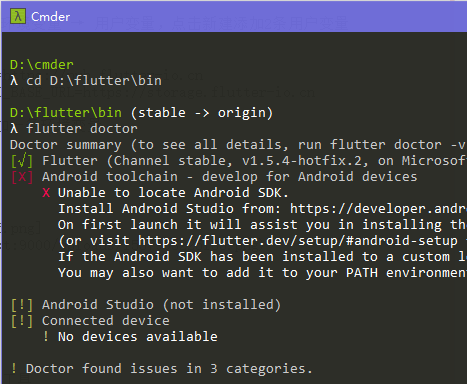 λ Cmder
D:\cmder
λ cd D:\flutter\bin
D:\flutter\bin (stable -> origin)
λ flutter doctor
Doctor summary (to see all details, run flutter doctor -v
[√] Flutter (Channel stable, v1.5.4-hotfix.2, on Microsof
[X] Android toolchain - develop for Android devices
X Unable to locate Android SDK.
Install Android Studio from: https://developer.andr
On first launch it will assist you in installing the
(or visit https://flutter.dev/setup/#android-setup
If the Android SDK has been installed to a custom l
You may also want to add it to your PATH environmen
[!] Android Studio (not installed)
[!] Connected device
! No devices available
! Doctor found issues in 3 categories.